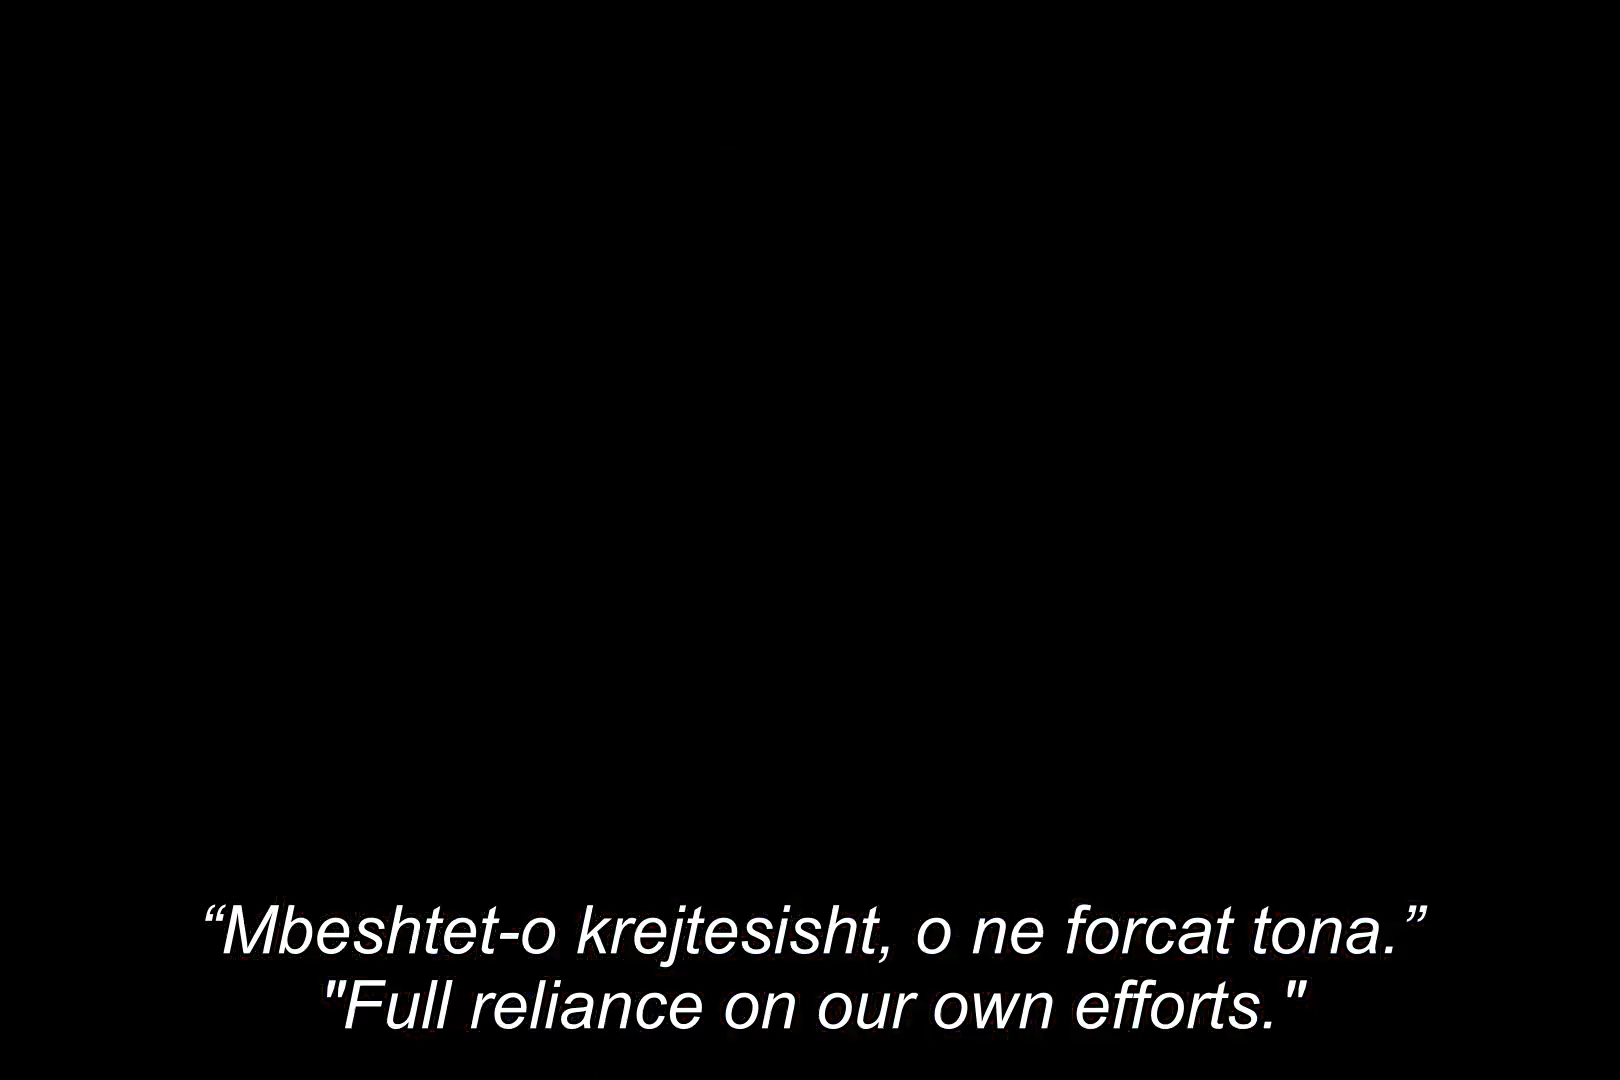 “Mbeshtet-o krejtesisht, o ne forcat tona.”
"Full reliance on our own efforts."